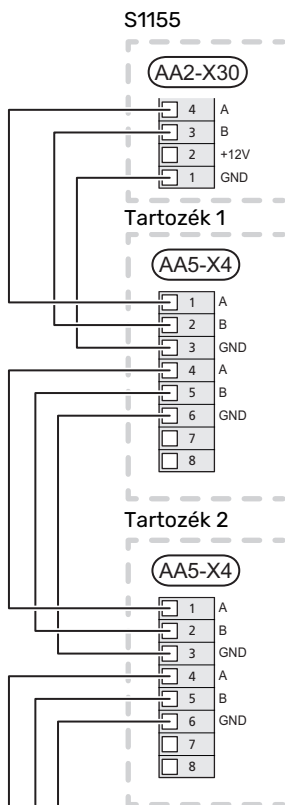 S1155
AA2-X30
4 A
3 B
2 +12V
1 GND
Tartozék 1
AA5-X4
1 A
2 B
3 GND
4 A
5 B
6 GND
7
8
Tartozék 2
AA5-X4
1 A
2 B
3 GND
4 A
5 B
6 GND
7
8